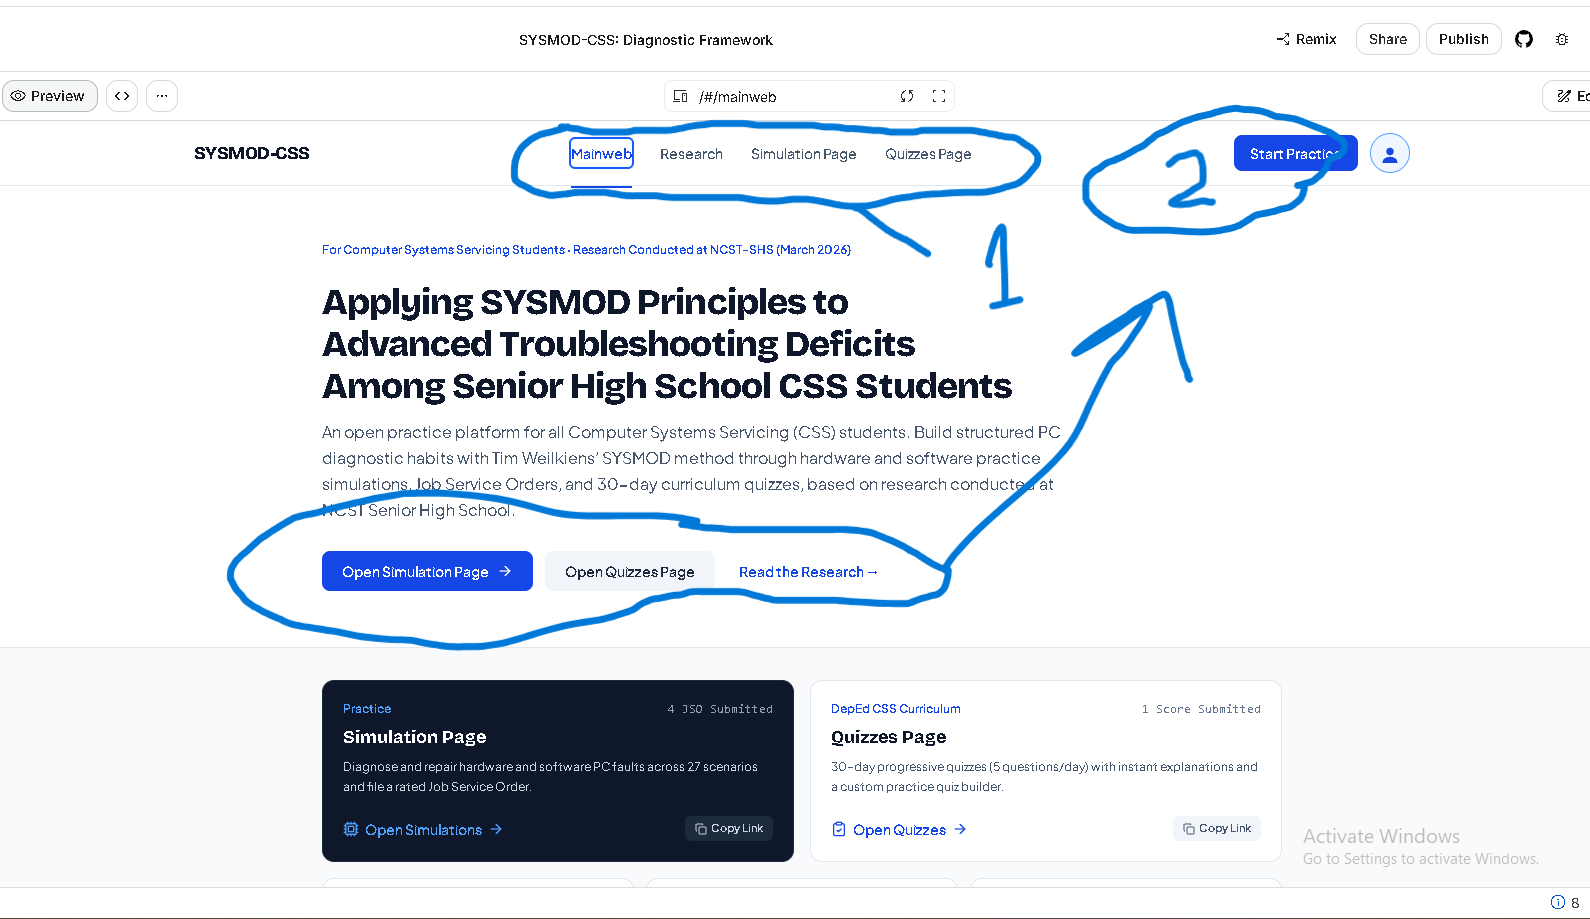 SYSMOD-CSS: Diagnostic Framework
Remix
Share
Publish
Preview
/#/mainweb
SYSMOD-CSS
Mainweb
Research
Simulation Page
Quizzes Page
Start Practice
1
2
For Computer Systems Servicing Students · Research Conducted at NCST-SHS (March 2026)
Applying SYSMOD Principles to
Advanced Troubleshooting Deficits
Among Senior High School CSS Students
An open practice platform for all Computer Systems Servicing (CSS) students. Build structured PC
diagnostic habits with Tim Weilkiens’ SYSMOD method through hardware and software practice
simulations, Job Service Orders, and 30-day curriculum quizzes, based on research conducted at
NCST Senior High School.
Open Simulation Page →
Open Quizzes Page
Read the Research →
Practice
4 JSO Submitted
Simulation Page
Diagnose and repair hardware and software PC faults across 27 scenarios
and file a rated Job Service Order.
Open Simulations →
Copy Link
DepEd CSS Curriculum
1 Score Submitted
Quizzes Page
30-day progressive quizzes (5 questions/day) with instant explanations and
a custom practice quiz builder.
Open Quizzes →
Copy Link
Activate Windows
Go to Settings to activate Windows.
8